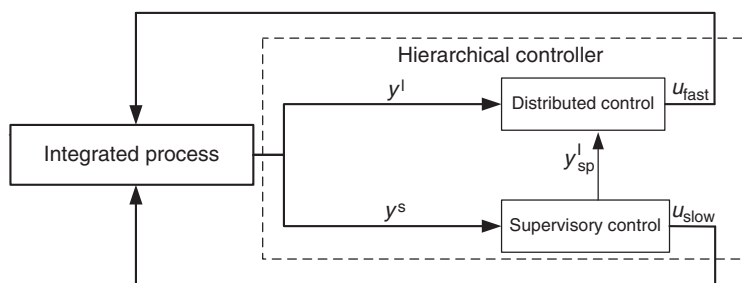 Hierarchical controller
y^l
Distributed control
u_fast
Integrated process
y^l_sp
y^s
Supervisory control
u_slow